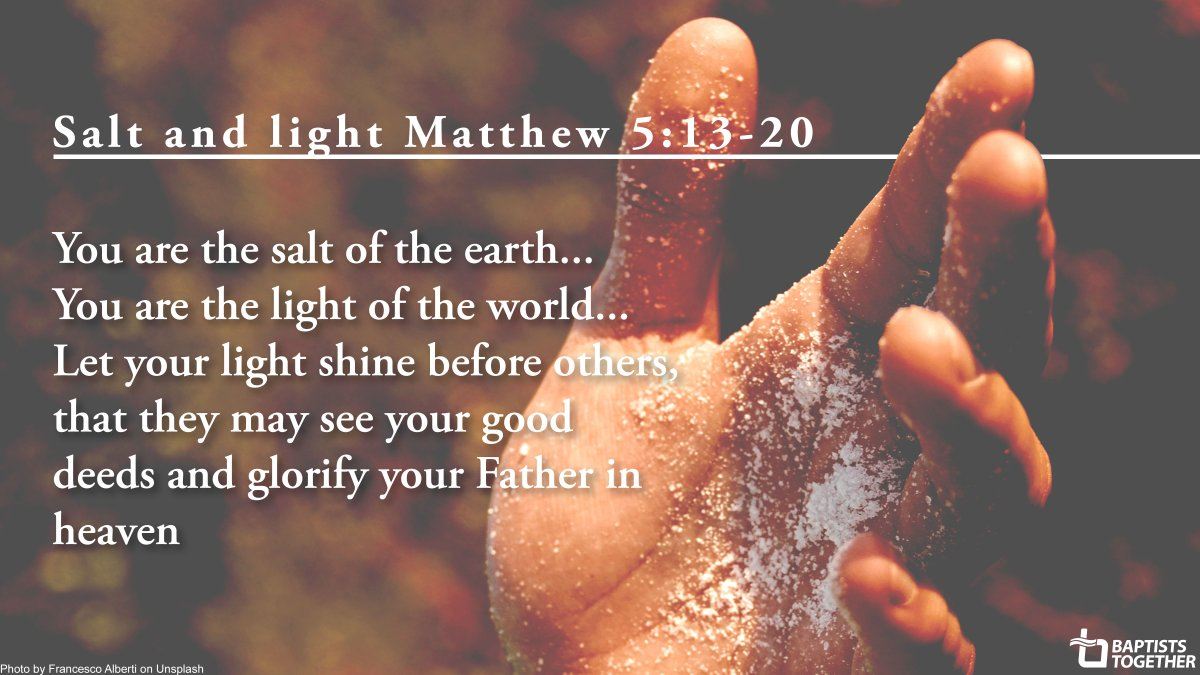 Salt and light Matthew 5:13-20
You are the salt of the earth...
You are the light of the world...
Let your light shine before others,
that they may see your good
deeds and glorify your Father in
heaven
Photo by Francesco Alberti on Unsplash
BAPTISTS
TOGETHER